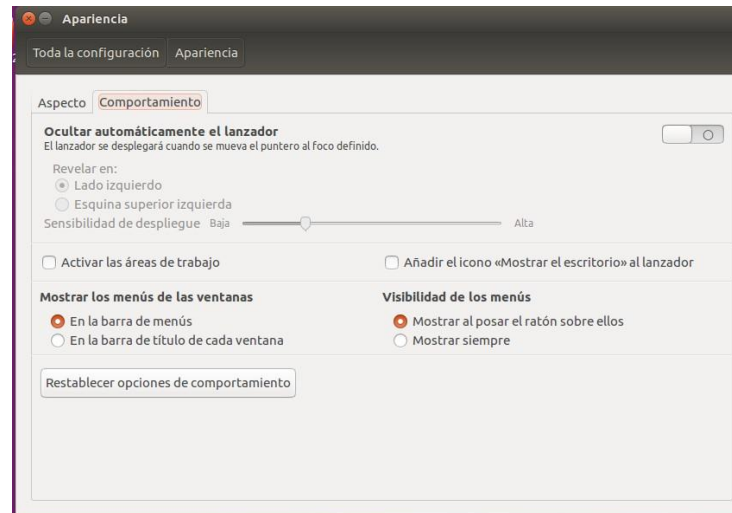 Apariencia
Toda la configuración Apariencia
Aspecto Comportamiento
Ocultar automáticamente el lanzador
El lanzador se desplegará cuando se mueva el puntero al foco definido.
Revelar en:
Lado izquierdo
Esquina superior izquierda
Sensibilidad de despliegue Baja Alta
Activar las áreas de trabajo Añadir el icono «Mostrar el escritorio» al lanzador
Mostrar los menús de las ventanas Visibilidad de los menús
En la barra de menús Mostrar al posar el ratón sobre ellos
En la barra de título de cada ventana Mostrar siempre
Restablecer opciones de comportamiento